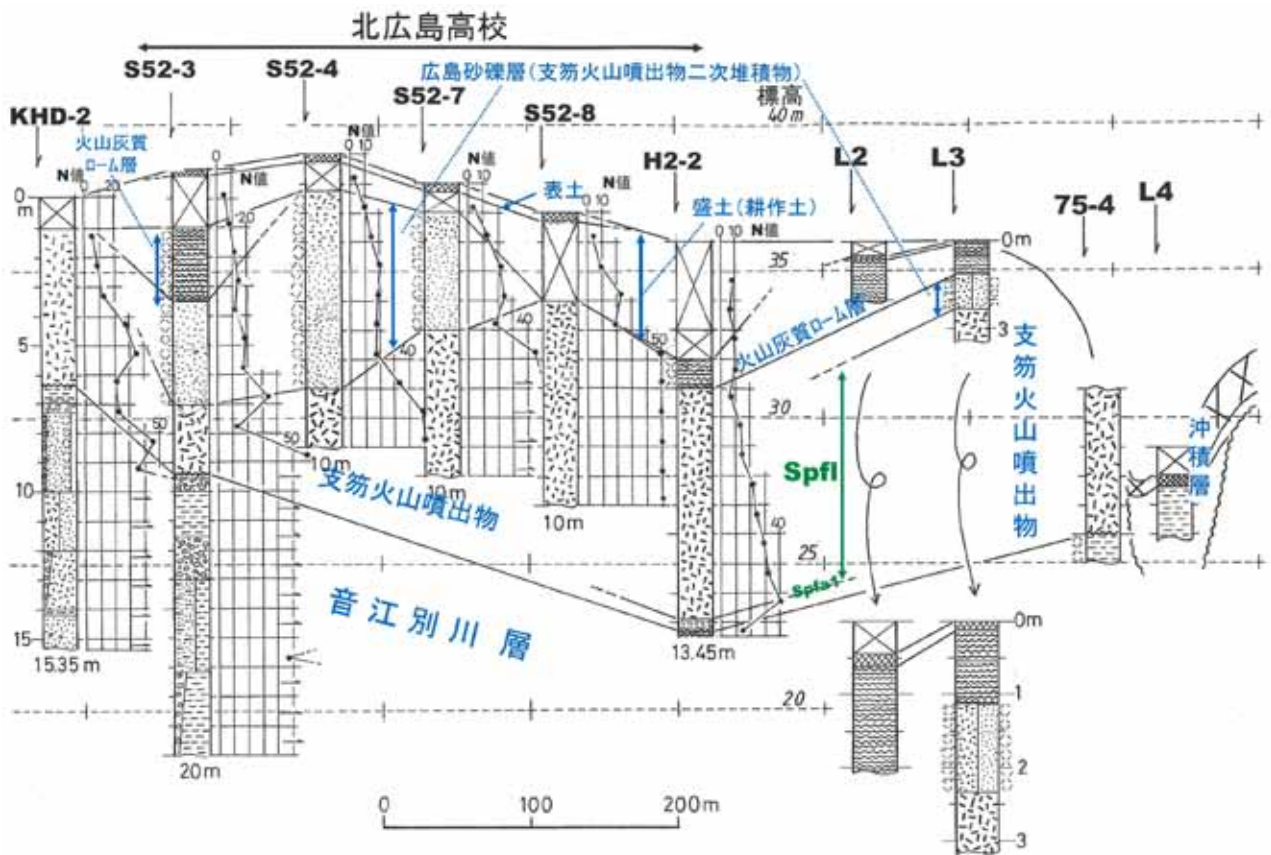 北広島高校
S52-3
S52-4
広島砂礫層(支笏火山噴出物二次堆積物)
S52-7
KHD-2
S52-8
標高
40m
火山灰質
ローム層
N値
0
N値
0 10
N値
0 10
N値
0 10
N値
0 10
N値
H2-2
L2
L3
75-4
L4
表土
盛土(耕作土)
0 20
0
m
20
0m
35
火山灰質ローム層
3
支笏火山噴出物
沖積層
5
40
40
50
50
50
30
10
10m
10m
10m
支笏火山噴出物
Spfl
40
25
Spfa1
音江別川層
15
15.35m
13.45m
20m
20
0m
1
2
3
0
100
200m